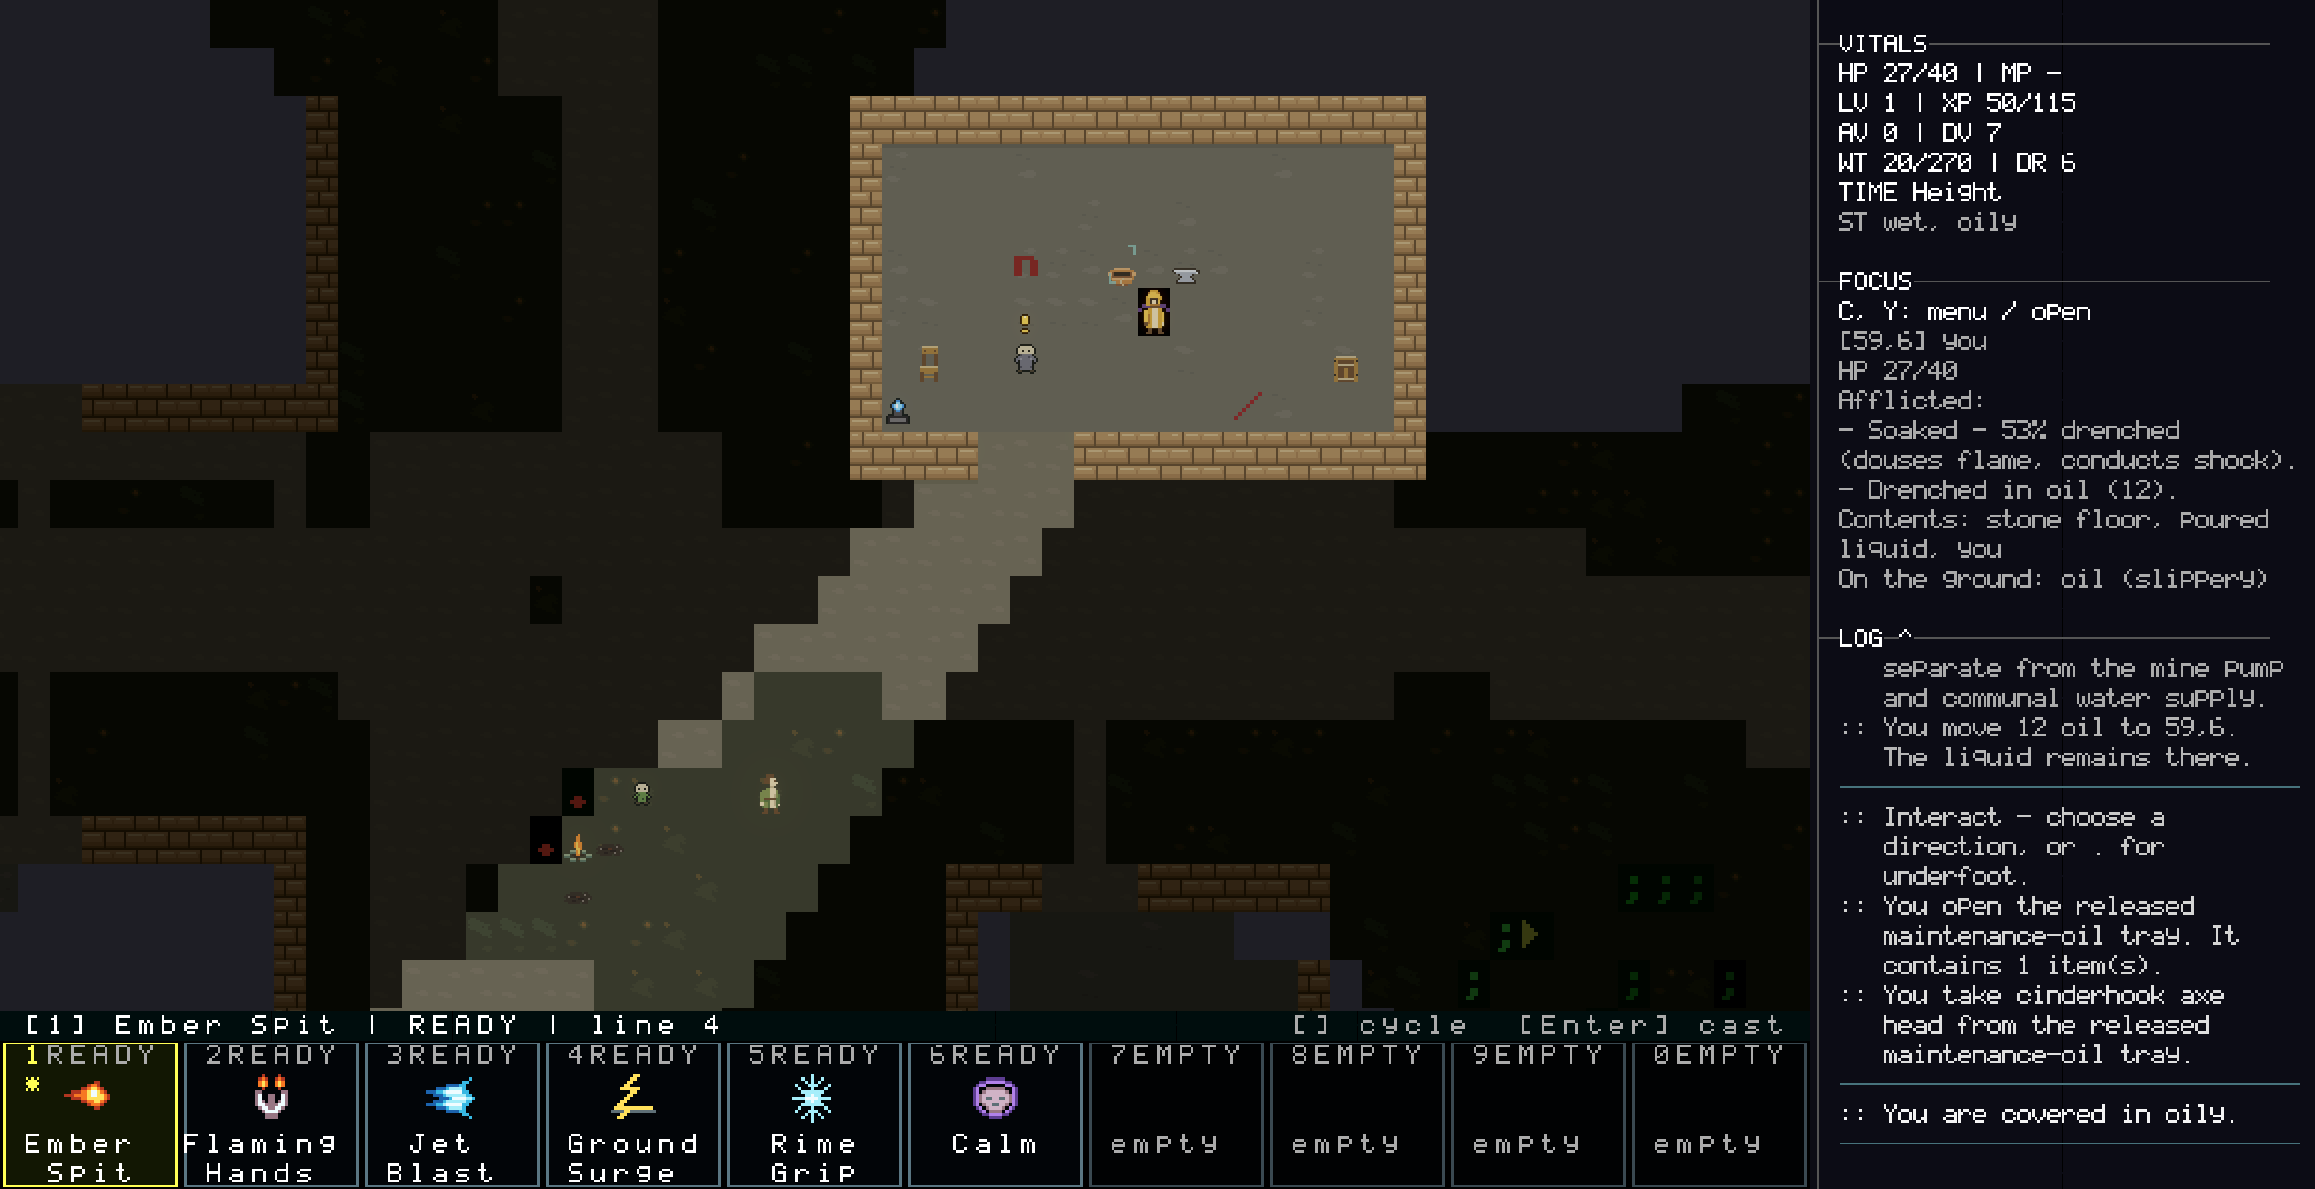 VITALS
HP 27/40 | MP -
LV 1 | XP 50/115
AV 0 | DV 7
WT 20/270 | DR 6
TIME Height
ST wet, oily
FOCUS
C, Y: menu / open
[59,6] you
HP 27/40
Afflicted:
- Soaked - 53% drenched
(douses flame, conducts shock).
- Drenched in oil (12).
Contents: stone floor, Poured
liquid, you
On the ground: oil (slippery)
LOG ^
separate from the mine pump
and communal water supply.
:: You move 12 oil to 59,6.
The liquid remains there.
:: Interact - choose a
direction, or . for
underfoot.
:: You open the released
maintenance-oil tray. It
contains 1 item(s).
:: You take cinderhook axe
head from the released
maintenance-oil tray.
:: You are covered in oily.
[1] Ember Spit | READY | line 4
[] cycle [Enter] cast
1READY 2READY 3READY 4READY 5READY 6READY 7EMPTY 8EMPTY 9EMPTY 0EMPTY
Ember Spit
Flaming Hands
Jet Blast
Ground Surge
Rime Grip
Calm
empty
empty
empty
empty